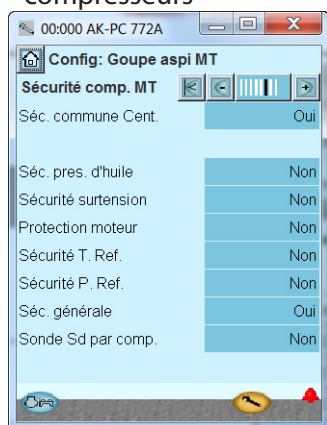 compresseurs
00:000 AK-PC 772A
Config: Goupe aspi MT
Sécurité comp. MT
Séc. commune Cent. Oui
Séc. pres. d'huile Non
Sécurité surtension Non
Protection moteur Non
Sécurité T. Ref. Non
Sécurité P. Ref. Non
Séc. générale Oui
Sonde Sd par comp. Non